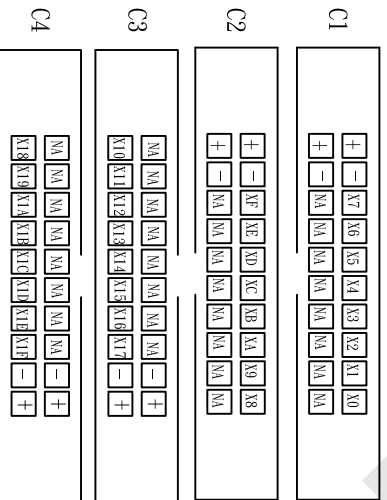 C1
+ - X7 X6 X5 X4 X3 X2 X1 X0
+ - NA NA NA NA NA NA NA NA
C2
+ - XF XE XD XC XB XA X9 X8
+ - NA NA NA NA NA NA NA NA
C3
NA NA NA NA NA NA NA NA - +
X10 X11 X12 X13 X14 X15 X16 X17 - +
C4
NA NA NA NA NA NA NA NA - +
X18 X19 X1A X1B X1C X1D X1E X1F - +